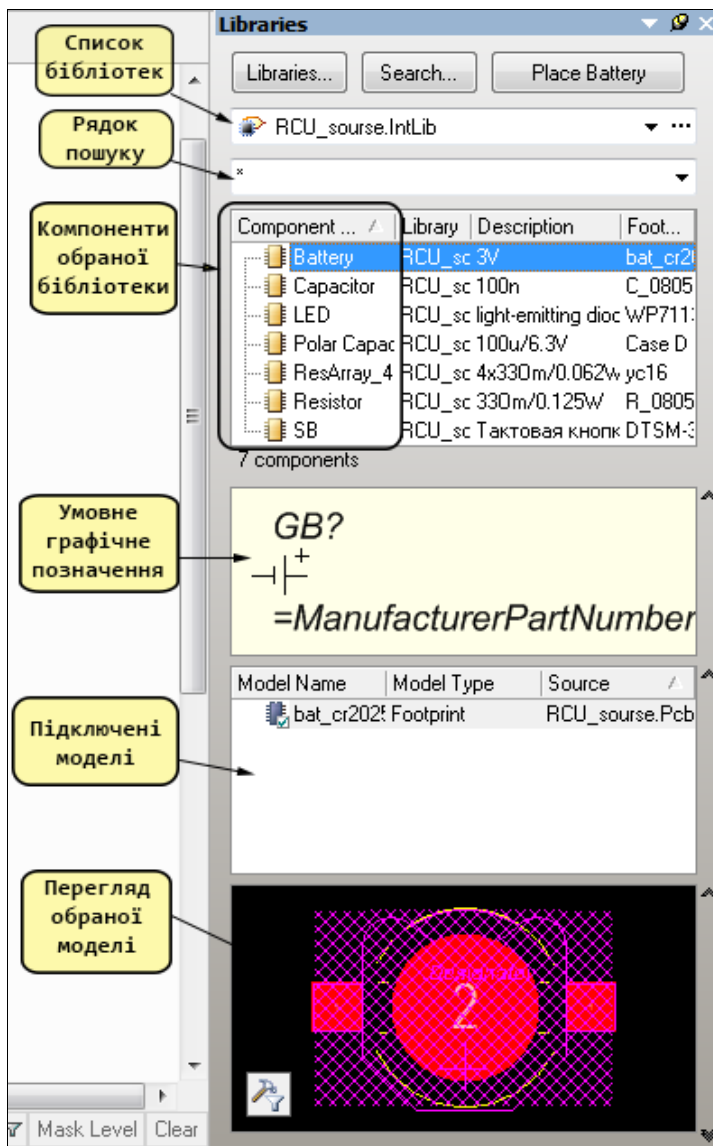 Libraries
Список
бібліотек
Libraries... Search... Place Battery
RCU_sourse.IntLib
Рядок
пошуку
*
Компоненти
обраної
бібліотеки
Component ... Library Description Foot...
Battery RCU_sc 3V bat_cr20
Capacitor RCU_sc 100n C_0805
LED RCU_sc light-emitting dioc WP7113
Polar Capac RCU_sc 100u/6.3V Case D
ResArray_4 RCU_sc 4x330m/0.062W yc16
Resistor RCU_sc 330m/0.125W R_0805
SB RCU_sc Тактовая кнопк DTSM-3
7 components
Умовне
графічне
позначення
GB?
+
=ManufacturerPartNumber
Model Name Model Type Source
bat_cr2025 Footprint RCU_sourse.Pcb
Підключені
моделі
Перегляд
обраної
моделі
Designator
2
Mask Level Clear